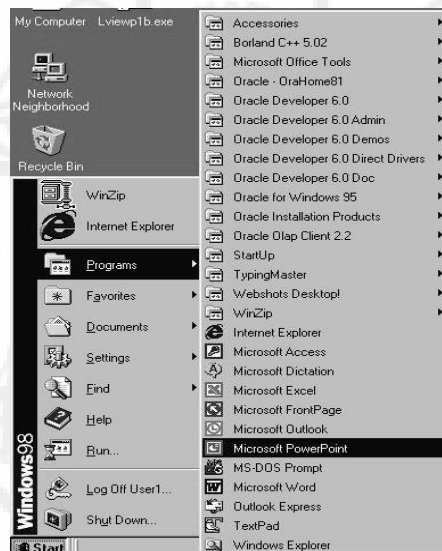 My Computer Lviewp1b.exe
Network
Neighborhood
Recycle Bin
WinZip
Internet Explorer
Programs
Favorites
Documents
Settings
Find
Help
Run...
Log Off User1...
Shut Down...
Windows98
Start
Accessories
Borland C++ 5.02
Microsoft Office Tools
Oracle - OraHome81
Oracle Developer 6.0
Oracle Developer 6.0 Admin
Oracle Developer 6.0 Demos
Oracle Developer 6.0 Direct Drivers
Oracle Developer 6.0 Doc
Oracle for Windows 95
Oracle Installation Products
Oracle Olap Client 2.2
StartUp
TypingMaster
Webshots Desktop!
WinZip
Internet Explorer
Microsoft Access
Microsoft Dictation
Microsoft Excel
Microsoft FrontPage
Microsoft Outlook
Microsoft PowerPoint
MS-DOS Prompt
Microsoft Word
Outlook Express
TextPad
Windows Explorer